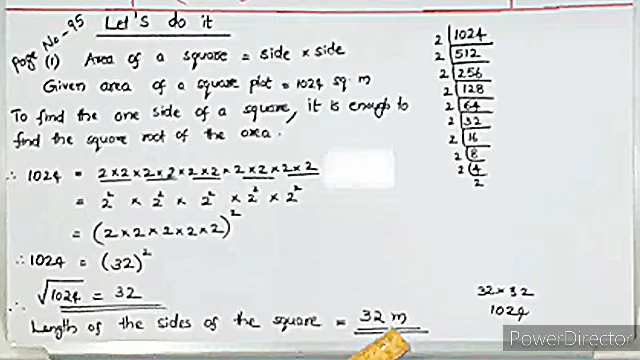 Let's do it
Page No-95
(1) Area of a square = side × side
Given area of a square plot = 1024 sq. m
To find the one side of a square, it is enough to
find the square root of the area.
∴ 1024 = 2×2×2×2×2×2×2×2×2×2
= 2² × 2² × 2² × 2² × 2²
= (2×2×2×2×2)²
∴ 1024 = (32)²
∴ √1024 = 32
Length of the sides of the square = 32 m
2 | 1024
2 | 512
2 | 256
2 | 128
2 | 64
2 | 32
2 | 16
2 | 8
2 | 4
2
32×32
1024
PowerDirector